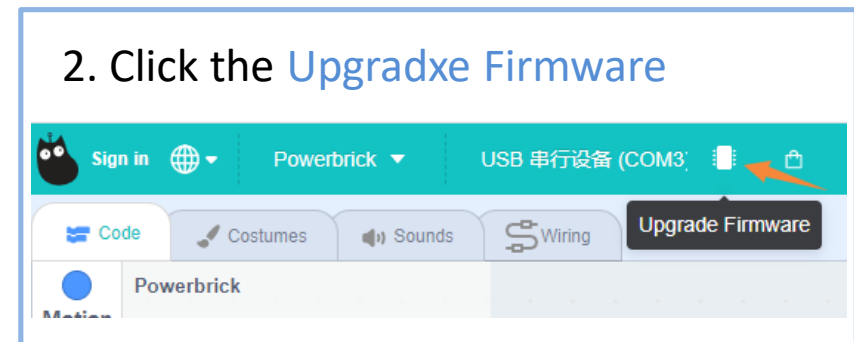 2. Click the Upgradxe Firmware
Sign in Powerbrick USB 串行设备 (COM3)
Upgrade Firmware
Code Costumes Sounds Wiring
Powerbrick
Motion